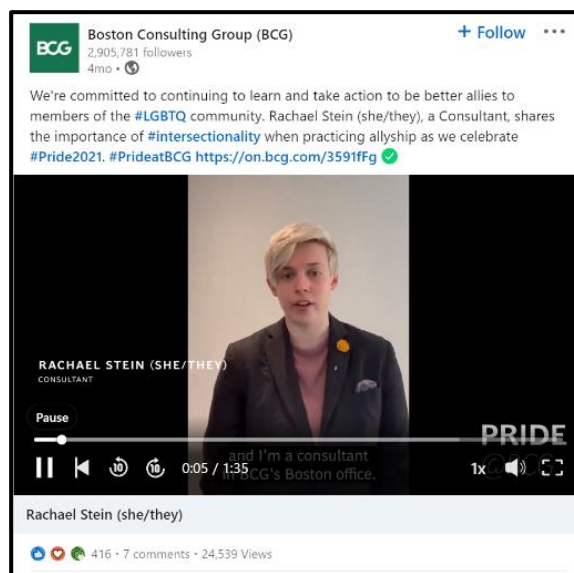 BCG
Boston Consulting Group (BCG)
+ Follow
2,905,781 followers
4mo •
We're committed to continuing to learn and take action to be better allies to
members of the #LGBTQ community. Rachael Stein (she/they), a Consultant, shares
the importance of #intersectionality when practicing allyship as we celebrate
#Pride2021. #PrideatBCG https://on.bcg.com/3591fFg
RACHAEL STEIN (SHE/THEY)
CONSULTANT
Pause
PRIDE
@BCG
and I'm a consultant
in BCG's Boston office.
10
10
0:05 / 1:35
1x
Rachael Stein (she/they)
416 • 7 comments • 24,539 Views